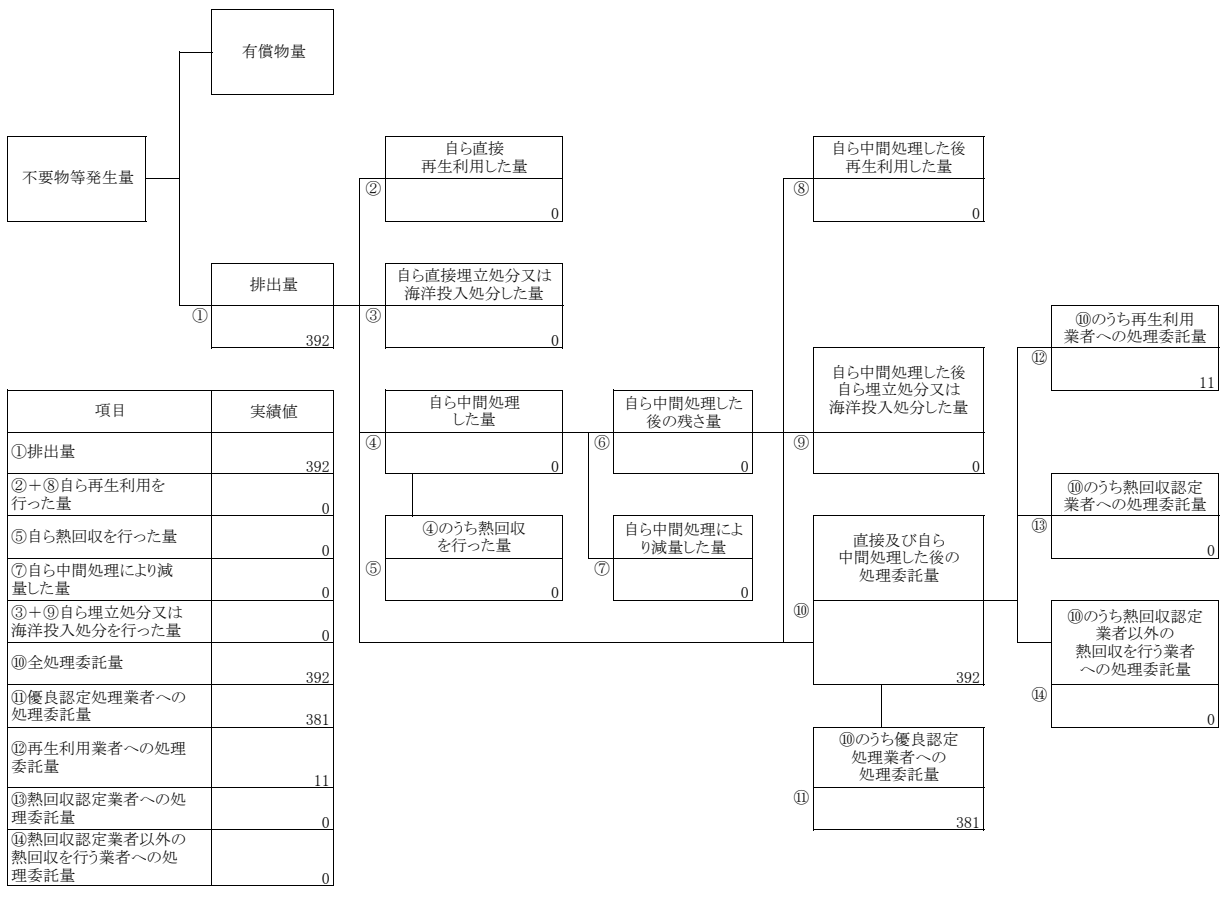 有償物量
不要物等発生量
排出量
①
392
自ら直接
再生利用した量
②
0
自ら直接埋立処分又は
海洋投入処分した量
③
0
自ら中間処理
した量
④
0
④のうち熱回収
を行った量
⑤
0
自ら中間処理した
後の残さ量
⑥
0
自ら中間処理によ
り減量した量
⑦
0
自ら中間処理した後
再生利用した量
⑧
0
自ら中間処理した後
自ら埋立処分又は
海洋投入処分した量
⑨
0
直接及び自ら
中間処理した後の
処理委託量
⑩
392
⑩のうち優良認定
処理業者への
処理委託量
⑪
381
⑩のうち再生利用
業者への処理委託量
⑫
11
⑩のうち熱回収認定
業者への処理委託量
⑬
0
⑩のうち熱回収認定
業者以外の
熱回収を行う業者
への処理委託量
⑭
0
項目 実績値
①排出量
392
②+⑧自ら再生利用を
行った量
0
⑤自ら熱回収を行った量
0
⑦自ら中間処理により減
量した量
0
③+⑨自ら埋立処分又は
海洋投入処分を行った量
0
⑩全処理委託量
392
⑪優良認定処理業者への
処理委託量
381
⑫再生利用業者への処理
委託量
11
⑬熱回収認定業者への処
理委託量
0
⑭熱回収認定業者以外の
熱回収を行う業者への処
理委託量
0